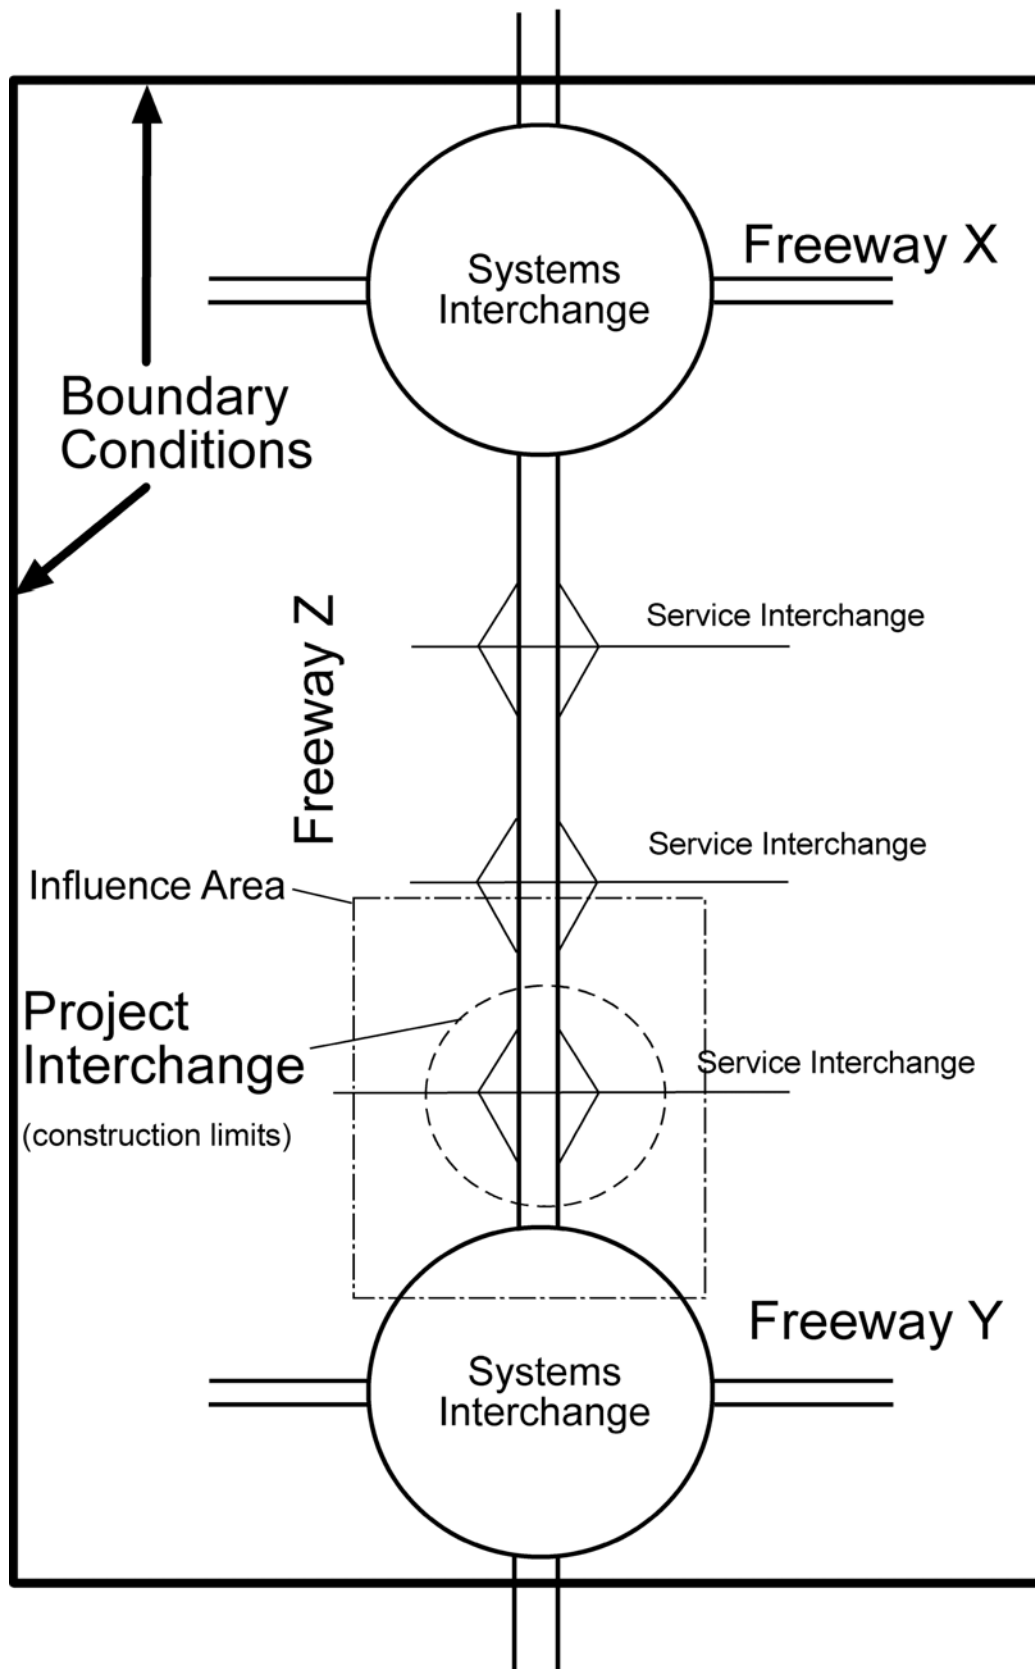 Systems
Interchange
Freeway X
Boundary
Conditions
Freeway Z
Service Interchange
Service Interchange
Influence Area
Project
Interchange
(construction limits)
Service Interchange
Freeway Y
Systems
Interchange